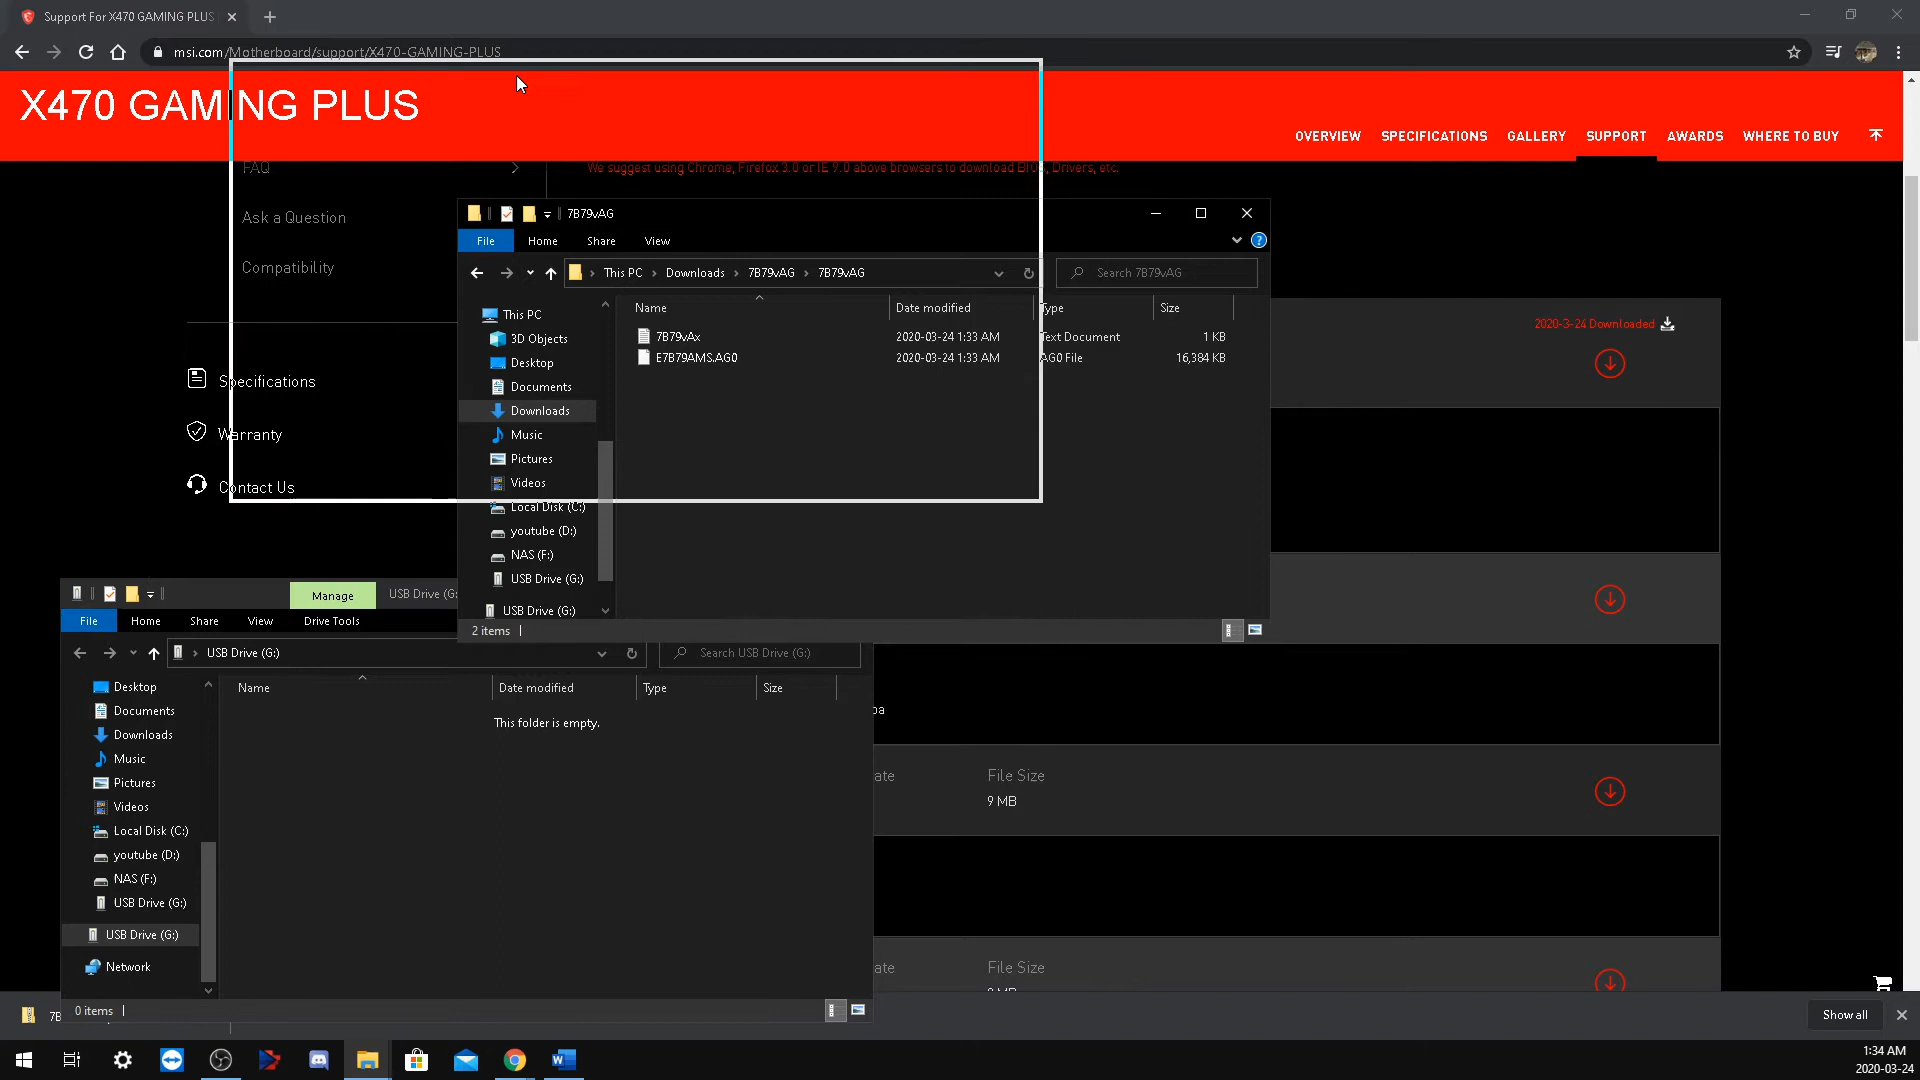 Support For X470 GAMING PLUS
msi.com/Motherboard/support/X470-GAMING-PLUS
X470 GAMING PLUS
OVERVIEW SPECIFICATIONS GALLERY SUPPORT AWARDS WHERE TO BUY
FAQ
We suggest using Chrome, Firefox 3.0 or IE 9.0 above browsers to download BIOS, Drivers, etc.
Ask a Question
Compatibility
Specifications
Warranty
Contact Us
2020-3-24 Downloaded
7B79vAG
File Home Share View
This PC Downloads 7B79vAG 7B79vAG Search 7B79vAG
Name Date modified Type Size
7B79vAx 2020-03-24 1:33 AM Text Document 1 KB
E7B79AMS.AG0 2020-03-24 1:33 AM AG0 File 16,384 KB
This PC
3D Objects
Desktop
Documents
Downloads
Music
Pictures
Videos
Local Disk (C:)
youtube (D:)
NAS (F:)
USB Drive (G:)
USB Drive (G:)
2 items
Manage USB Drive (G:
File Home Share View Drive Tools
USB Drive (G:) Search USB Drive (G:)
Name Date modified Type Size
This folder is empty.
Desktop
Documents
Downloads
Music
Pictures
Videos
Local Disk (C:)
youtube (D:)
NAS (F:)
USB Drive (G:)
USB Drive (G:)
Network
0 items
pa
ate File Size
9 MB
ate File Size
7B
Show all
1:34 AM
2020-03-24